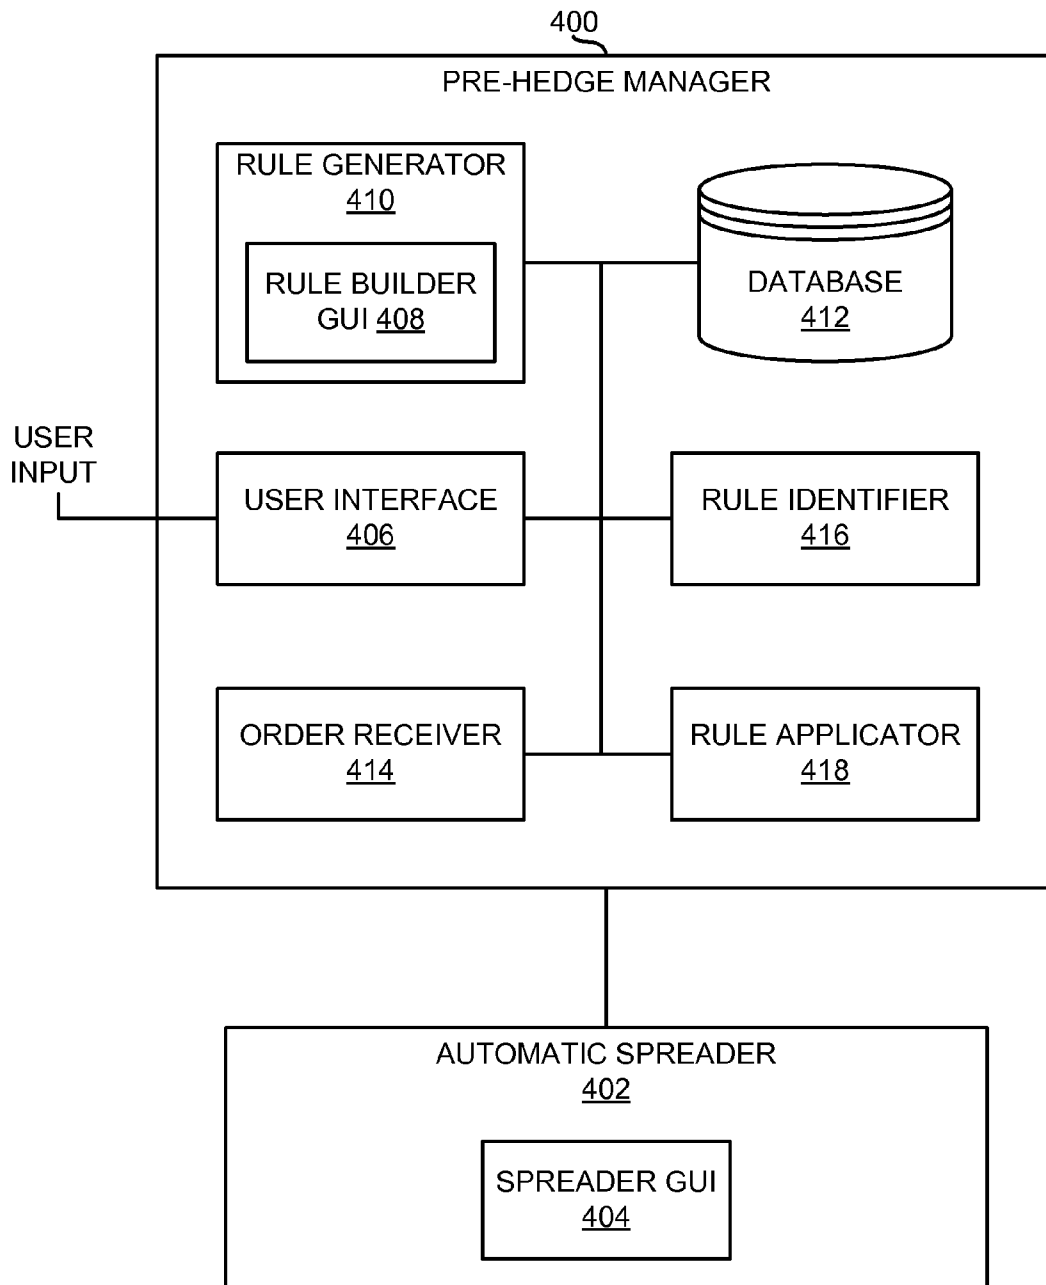 400
PRE-HEDGE MANAGER
RULE GENERATOR
410
RULE BUILDER
GUI 408
DATABASE
412
USER
INPUT
USER INTERFACE
406
RULE IDENTIFIER
416
ORDER RECEIVER
414
RULE APPLICATOR
418
AUTOMATIC SPREADER
402
SPREADER GUI
404